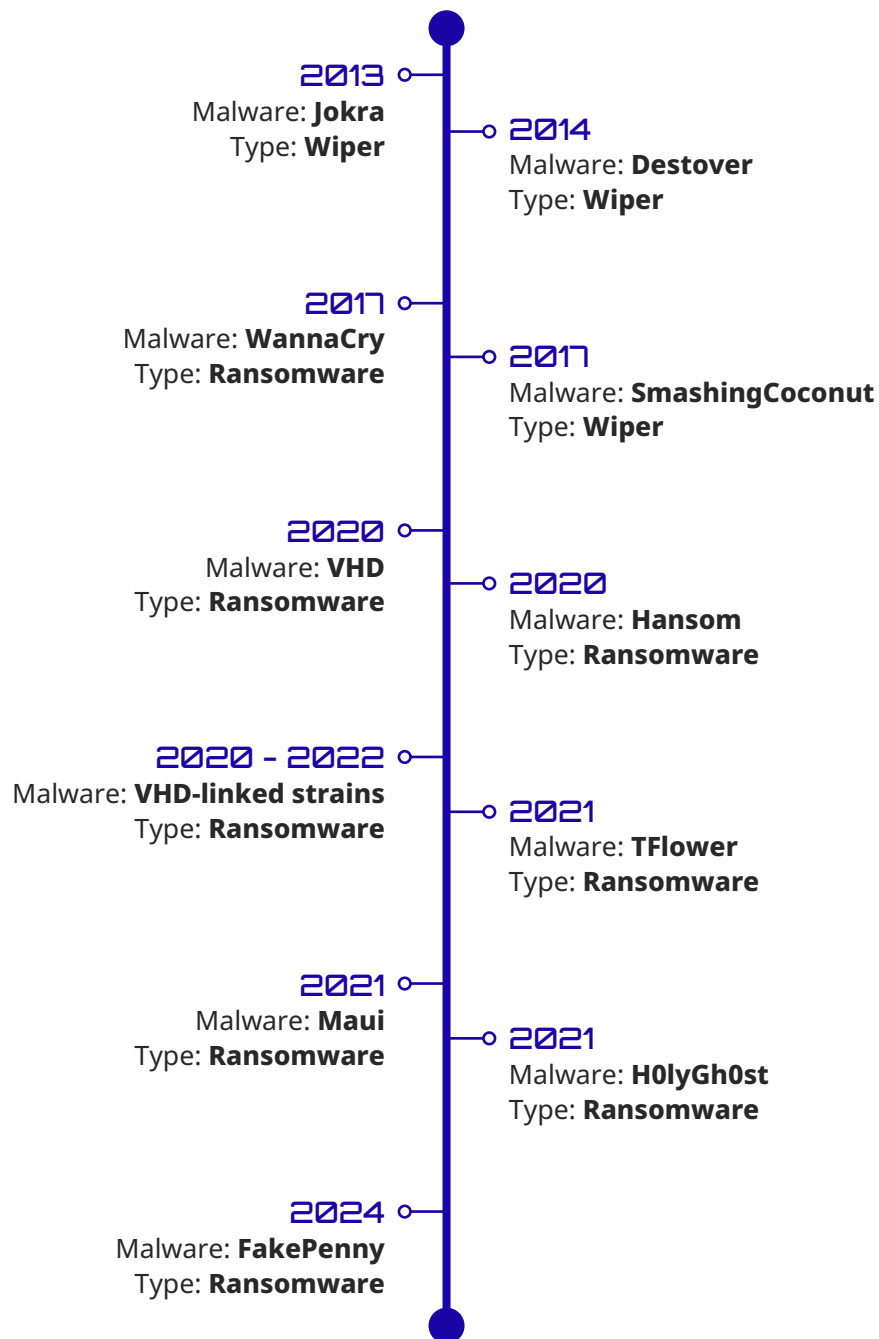 2013
Malware: Jokra
Type: Wiper
2014
Malware: Destover
Type: Wiper
2017
Malware: WannaCry
Type: Ransomware
2017
Malware: SmashingCoconut
Type: Wiper
2020
Malware: VHD
Type: Ransomware
2020
Malware: Hansom
Type: Ransomware
2020 - 2022
Malware: VHD-linked strains
Type: Ransomware
2021
Malware: TFlower
Type: Ransomware
2021
Malware: Maui
Type: Ransomware
2021
Malware: H0lyGh0st
Type: Ransomware
2024
Malware: FakePenny
Type: Ransomware